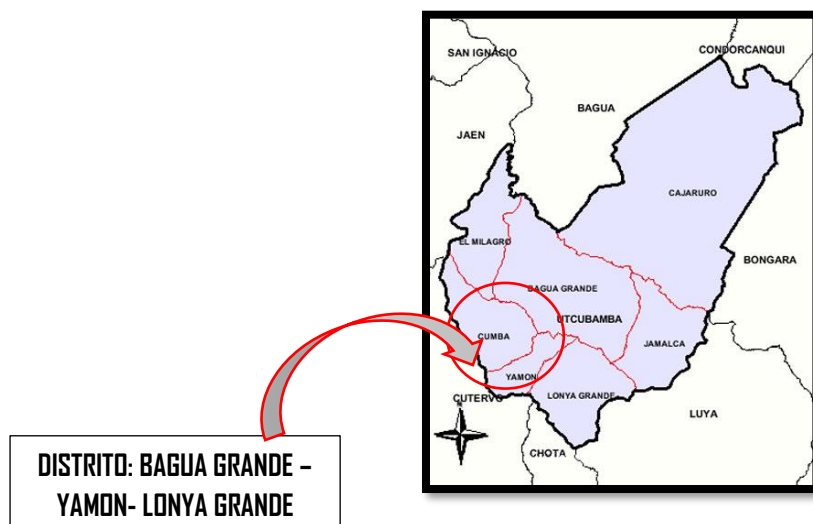 SAN IGNACIO
CONDORCANQUI
BAGUA
JAEN
CAJARURO
EL MILAGRO
BONGARA
BAGUA GRANDE
UTCUBAMBA
CUMBA
JAMALCA
YAMON
LONYA GRANDE
CUTERVO
LUYA
CHOTA
DISTRITO: BAGUA GRANDE –
YAMON- LONYA GRANDE